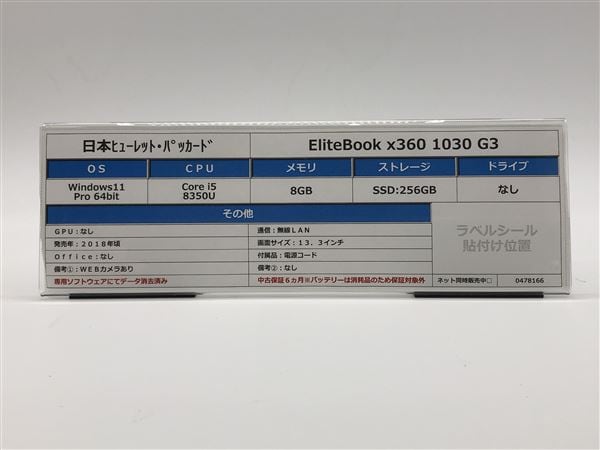 日本ﾋｭｰﾚｯﾄ・ﾊﾟｯｶｰﾄﾞ EliteBook x360 1030 G3
ＯＳ ＣＰＵ メモリ ストレージ ドライブ
Windows11 Pro 64bit Core i5 8350U 8GB SSD:256GB なし
その他
ＧＰＵ：なし 通信：無線ＬＡＮ
発売年：２０１８年頃 画面サイズ：１３．３インチ
Ｏｆｆｉｃｅ：なし 付属品：電源コード
備考①：ＷＥＢカメラあり 備考②：なし
専用ソフトウェアにてデータ消去済み 中古保証６ヵ月※バッテリーは消耗品のため保証対象外
ラベルシール
貼付け位置
ネット同時販売中□ 0478166